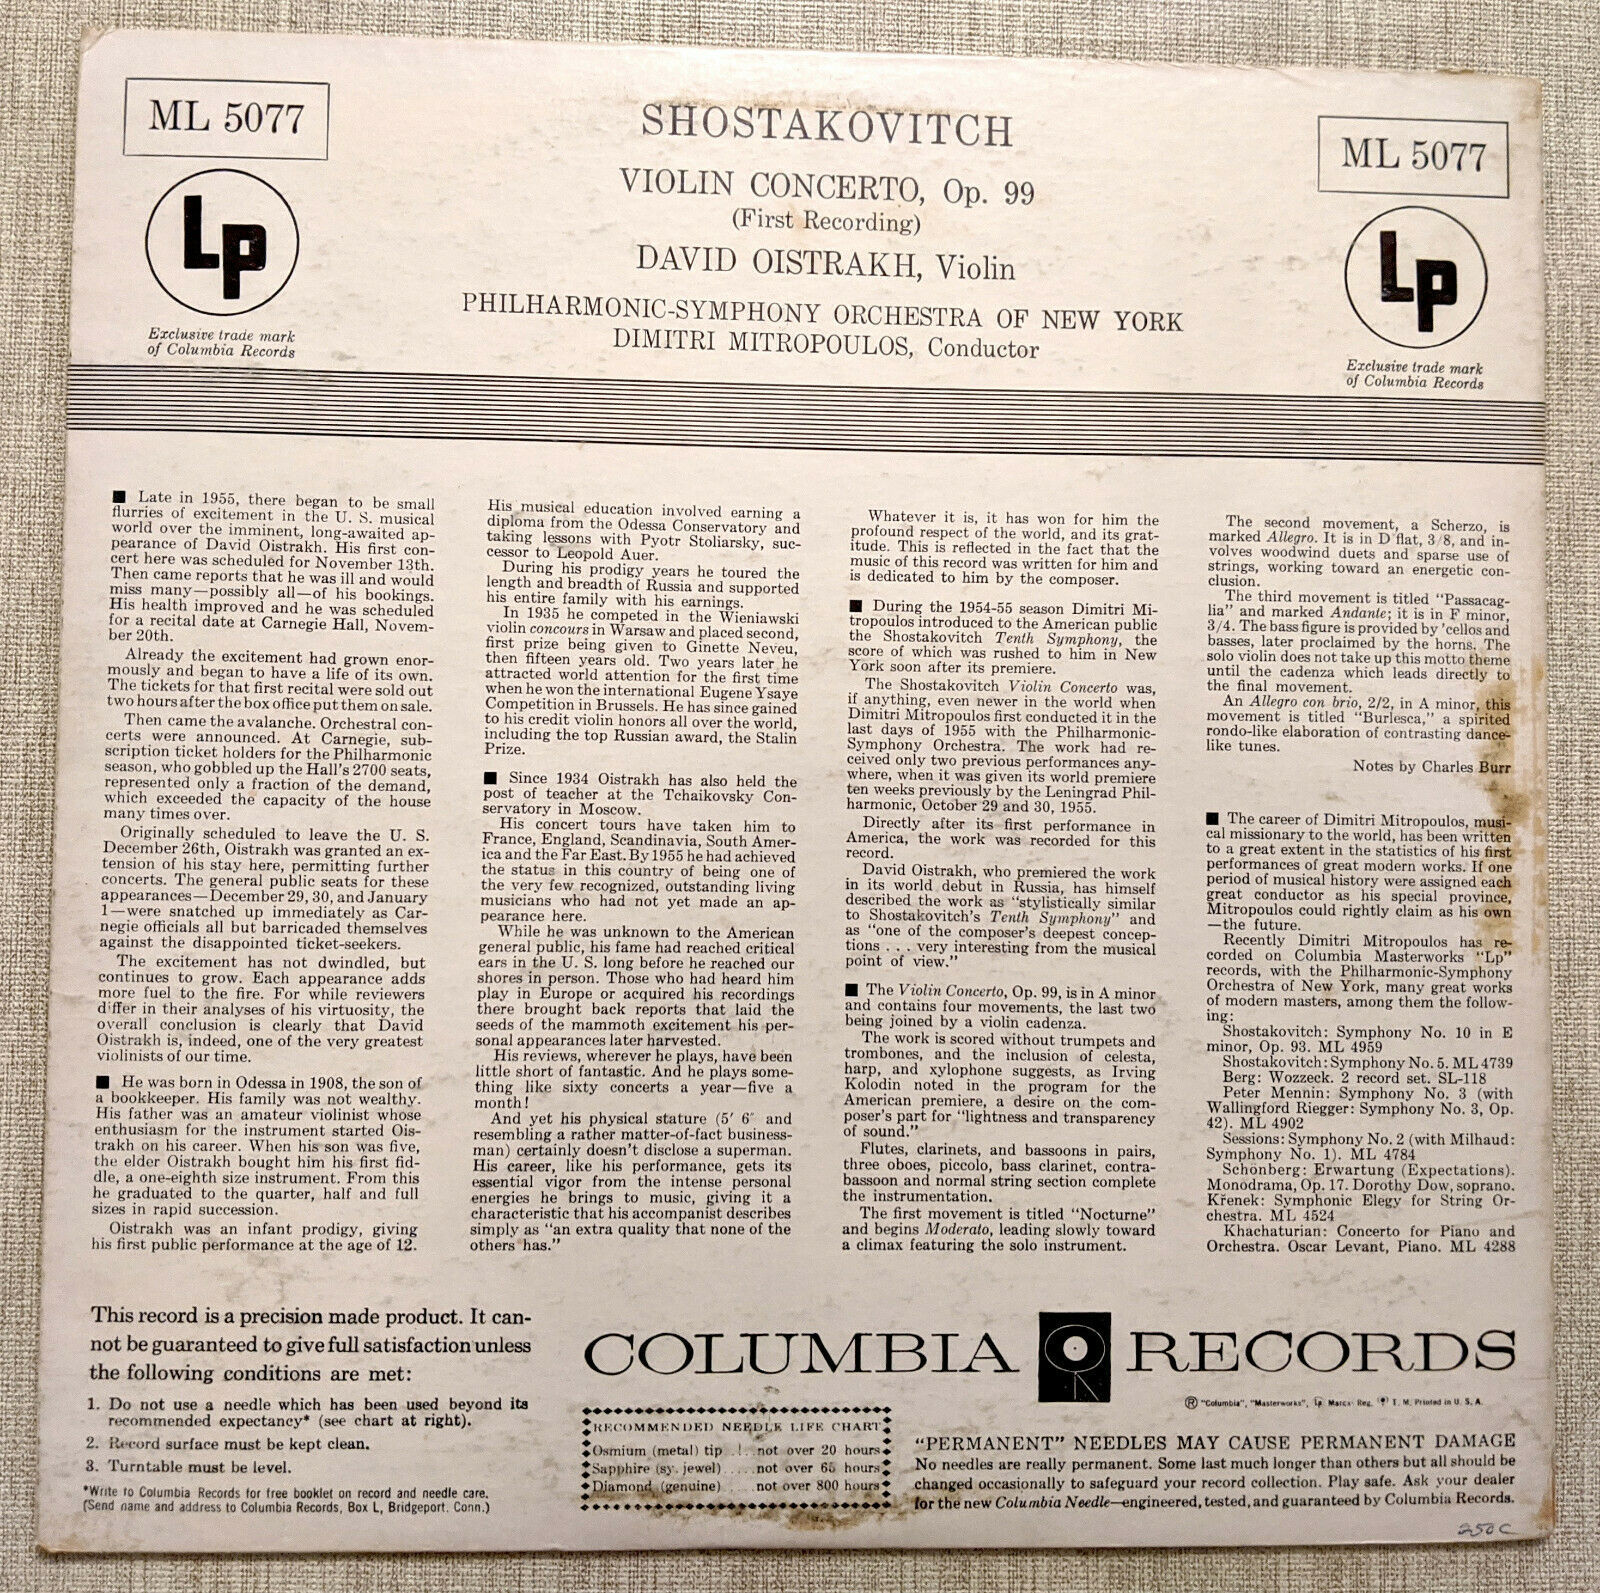 ML 5077
LP
Exclusive trade mark
of Columbia Records
SHOSTAKOVITCH
VIOLIN CONCERTO, Op. 99
(First Recording)
DAVID OISTRAKH, Violin
PHILHARMONIC-SYMPHONY ORCHESTRA OF NEW YORK
DIMITRI MITROPOULOS, Conductor
ML 5077
LP
Exclusive trade mark
of Columbia Records
■ Late in 1955, there began to be small
flurries of excitement in the U. S. musical
world over the imminent, long-awaited ap-
pearance of David Oistrakh. His first con-
cert here was scheduled for November 13th.
Then came reports that he was ill and would
miss many—possibly all—of his bookings.
His health improved and he was scheduled
for a recital date at Carnegie Hall, Novem-
ber 20th.
Already the excitement had grown enor-
mously and began to have a life of its own.
The tickets for that first recital were sold out
two hours after the box office put them on sale.
Then came the avalanche. Orchestral con-
certs were announced. At Carnegie, sub-
scription ticket holders for the Philharmonic
season, who gobbled up the Hall's 2700 seats,
represented only a fraction of the demand,
which exceeded the capacity of the house
many times over.
Originally scheduled to leave the U. S.
December 26th, Oistrakh was granted an ex-
tension of his stay here, permitting further
concerts. The general public seats for these
appearances—December 29, 30, and January
1—were snatched up immediately as Car-
negie officials all but barricaded themselves
against the disappointed ticket-seekers.
The excitement has not dwindled, but
continues to grow. Each appearance adds
more fuel to the fire. For while reviewers
differ in their analyses of his virtuosity, the
overall conclusion is clearly that David
Oistrakh is, indeed, one of the very greatest
violinists of our time.
■ He was born in Odessa in 1908, the son of
a bookkeeper. His family was not wealthy.
His father was an amateur violinist whose
enthusiasm for the instrument started Ois-
trakh on his career. When his son was five,
the elder Oistrakh bought him his first fid-
dle, a one-eighth size instrument. From this
he graduated to the quarter, half and full
sizes in rapid succession.
Oistrakh was an infant prodigy, giving
his first public performance at the age of 12.
His musical education involved earning a
diploma from the Odessa Conservatory and
taking lessons with Pyotr Stoliarsky, suc-
cessor to Leopold Auer.
During his prodigy years he toured the
length and breadth of Russia and supported
his entire family with his earnings.
In 1935 he competed in the Wieniawski
violin concours in Warsaw and placed second,
first prize being given to Ginette Neveu,
then fifteen years old. Two years later he
attracted world attention for the first time
when he won the international Eugene Ysaye
Competition in Brussels. He has since gained
to his credit violin honors all over the world,
including the top Russian award, the Stalin
Prize.
■ Since 1934 Oistrakh has also held the
post of teacher at the Tchaikovsky Con-
servatory in Moscow.
His concert tours have taken him to
France, England, Scandinavia, South Amer-
ica and the Far East. By 1955 he had achieved
the status in this country of being one of
the very few recognized, outstanding living
musicians who had not yet made an ap-
pearance here.
While he was unknown to the American
general public, his fame had reached critical
ears in the U. S. long before he reached our
shores in person. Those who had heard him
play in Europe or acquired his recordings
there brought back reports that laid the
seeds of the mammoth excitement his per-
sonal appearances later harvested.
His reviews, wherever he plays, have been
little short of fantastic. And he plays some-
thing like sixty concerts a year—five a
month!
And yet his physical stature (5' 6" and
resembling a rather matter-of-fact business-
man) certainly doesn't disclose a superman.
His career, like his performance, gets its
essential vigor from the intense personal
energies he brings to music, giving it a
characteristic that his accompanist describes
simply as "an extra quality that none of the
others has."
Whatever it is, it has won for him the
profound respect of the world, and its grat-
itude. This is reflected in the fact that the
music of this record was written for him and
is dedicated to him by the composer.
■ During the 1954-55 season Dimitri Mi-
tropoulos introduced to the American public
the Shostakovitch Tenth Symphony, the
score of which was rushed to him in New
York soon after its premiere.
The Shostakovitch Violin Concerto was,
if anything, even newer in the world when
Dimitri Mitropoulos first conducted it in the
last days of 1955 with the Philharmonic-
Symphony Orchestra. The work had re-
ceived only two previous performances any-
where, when it was given its world premiere
ten weeks previously by the Leningrad Phil-
harmonic, October 29 and 30, 1955.
Directly after its first performance in
America, the work was recorded for this
record.
David Oistrakh, who premiered the work
in its world debut in Russia, has himself
described the work as "stylistically similar
to Shostakovitch's Tenth Symphony" and
as "one of the composer's deepest concep-
tions . . . very interesting from the musical
point of view."
■ The Violin Concerto, Op. 99, is in A minor
and contains four movements, the last two
being joined by a violin cadenza.
The work is scored without trumpets and
trombones, and the inclusion of celesta,
harp, and xylophone suggests, as Irving
Kolodin noted in the program for the
American premiere, a desire on the com-
poser's part for "lightness and transparency
of sound."
Flutes, clarinets, and bassoons in pairs,
three oboes, piccolo, bass clarinet, contra-
bassoon and normal string section complete
the instrumentation.
The first movement is titled "Nocturne"
and begins Moderato, leading slowly toward
a climax featuring the solo instrument.
The second movement, a Scherzo, is
marked Allegro. It is in D flat, 3/8, and in-
volves woodwind duets and sparse use of
strings, working toward an energetic con-
clusion.
The third movement is titled "Passacag-
lia" and marked Andante; it is in F minor,
3/4. The bass figure is provided by 'cellos and
basses, later proclaimed by the horns. The
solo violin does not take up this motto theme
until the cadenza which leads directly to
the final movement.
An Allegro con brio, 2/2, in A minor, this
movement is titled "Burlesca," a spirited
rondo-like elaboration of contrasting dance-
like tunes.
Notes by Charles Burr
■ The career of Dimitri Mitropoulos, musi-
cal missionary to the world, has been written
to a great extent in the statistics of his first
performances of great modern works. If one
period of musical history were assigned each
great conductor as his special province,
Mitropoulos could rightly claim as his own
—the future.
Recently Dimitri Mitropoulos has re-
corded on Columbia Masterworks "Lp"
records, with the Philharmonic-Symphony
Orchestra of New York, many great works
of modern masters, among them the follow-
ing:
Shostakovitch: Symphony No. 10 in E
minor, Op. 93. ML 4959
Shostakovitch: Symphony No. 5. ML 4739
Berg: Wozzeck. 2 record set. SL-118
Peter Mennin: Symphony No. 3 (with
Wallingford Riegger: Symphony No. 3, Op.
42). ML 4902
Sessions: Symphony No. 2 (with Milhaud:
Symphony No. 1). ML 4784
Schönberg: Erwartung (Expectations).
Monodrama, Op. 17. Dorothy Dow, soprano.
Křenek: Symphonic Elegy for String Or-
chestra. ML 4524
Khachaturian: Concerto for Piano and
Orchestra. Oscar Levant, Piano. ML 4288
This record is a precision made product. It can-
not be guaranteed to give full satisfaction unless
the following conditions are met:
1. Do not use a needle which has been used beyond its
recommended expectancy* (see chart at right).
2. Record surface must be kept clean.
3. Turntable must be level.
*Write to Columbia Records for free booklet on record and needle care.
(Send name and address to Columbia Records, Box L, Bridgeport, Conn.)
COLUMBIA RECORDS
® "Columbia", "Masterworks", Lp Marcas Reg. T. M. Printed in U. S. A.
RECOMMENDED NEEDLE LIFE CHART
Osmium (metal) tip . . . not over 20 hours
Sapphire (sy. jewel) . . . . not over 65 hours
Diamond (genuine) . . . . not over 800 hours
"PERMANENT" NEEDLES MAY CAUSE PERMANENT DAMAGE
No needles are really permanent. Some last much longer than others but all should be
changed occasionally to safeguard your record collection. Play safe. Ask your dealer
for the new Columbia Needle—engineered, tested, and guaranteed by Columbia Records.
250C